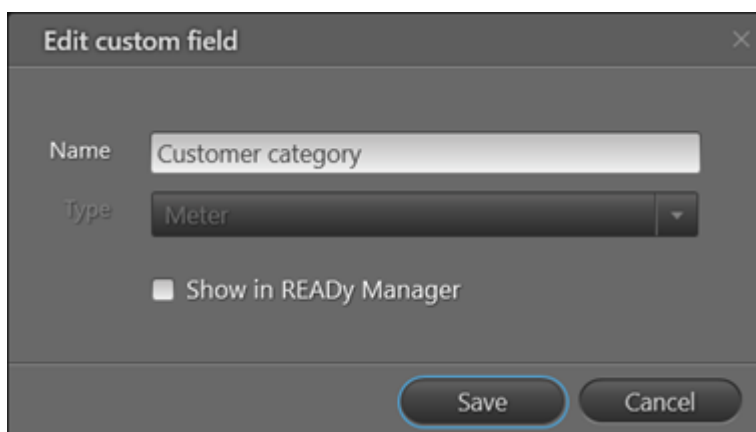 Edit custom field
Name
Customer category
Type
Meter
Show in READy Manager
Save
Cancel